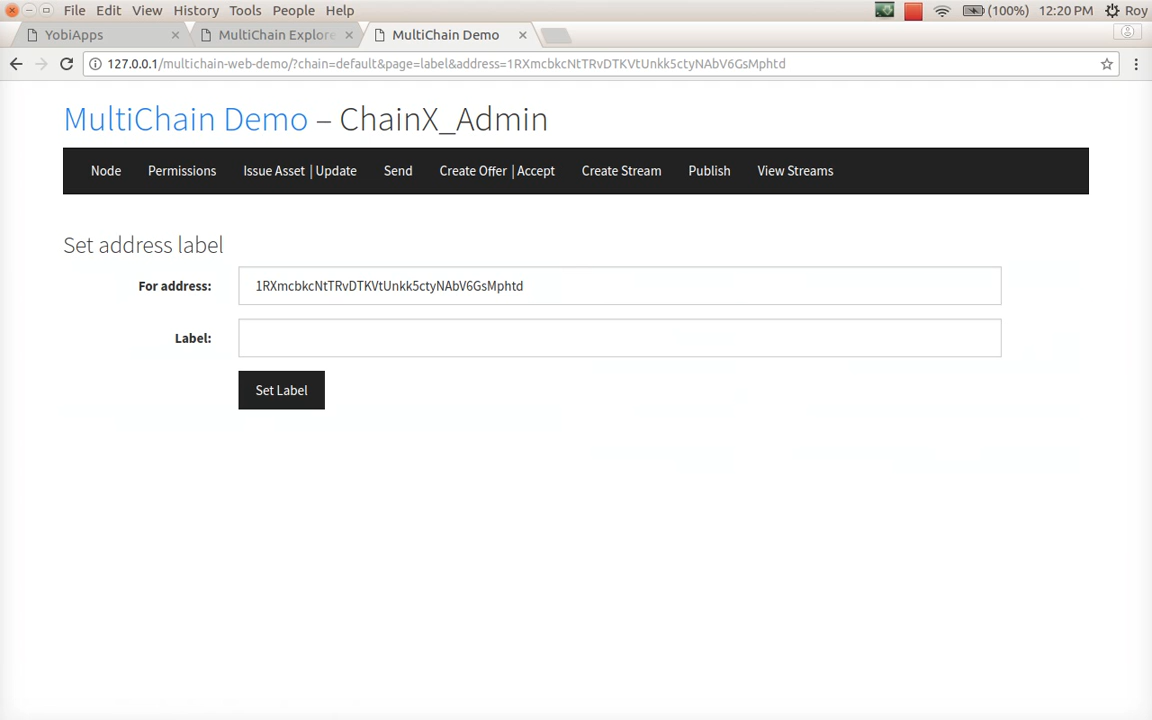 File Edit View History Tools People Help (100%) 12:20 PM Roy
YobiApps MultiChain Explore MultiChain Demo
127.0.0.1/multichain-web-demo/?chain=default&page=label&address=1RXmcbkcNtTRvDTKVtUnkk5ctyNAbV6GsMphtd
MultiChain Demo – ChainX_Admin
Node Permissions Issue Asset | Update Send Create Offer | Accept Create Stream Publish View Streams
Set address label
For address: 1RXmcbkcNtTRvDTKVtUnkk5ctyNAbV6GsMphtd
Label:
Set Label